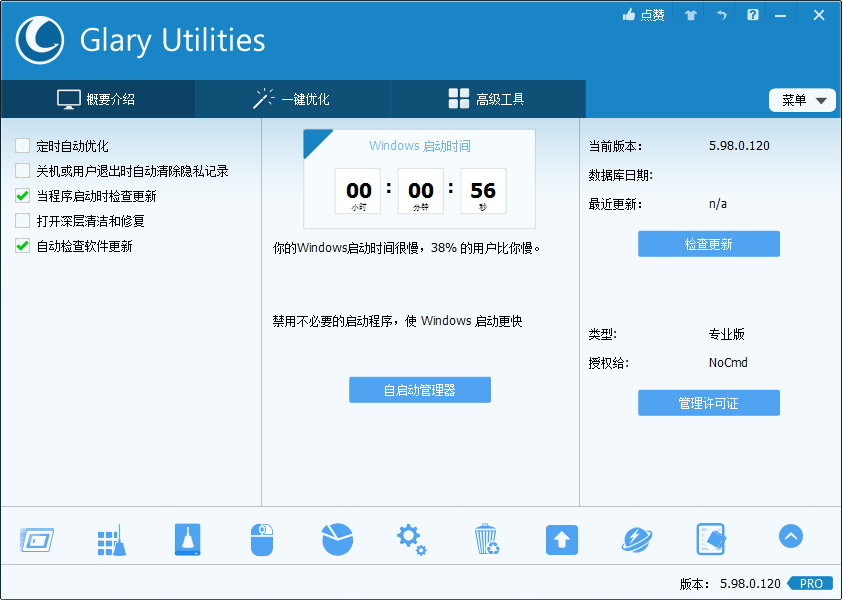 点赞
Glary Utilities
概要介绍
一键优化
高级工具
菜单
定时自动优化
关机或用户退出时自动清除隐私记录
当程序启动时检查更新
打开深层清洁和修复
自动检查软件更新
Windows 启动时间
00 : 00 : 56
小时 分钟 秒
你的Windows启动时间很慢，38% 的用户比你慢。
禁用不必要的启动程序，使 Windows 启动更快
自启动管理器
当前版本： 5.98.0.120
数据库日期:
最近更新： n/a
检查更新
类型: 专业版
授权给: NoCmd
管理许可证
版本： 5.98.0.120 PRO